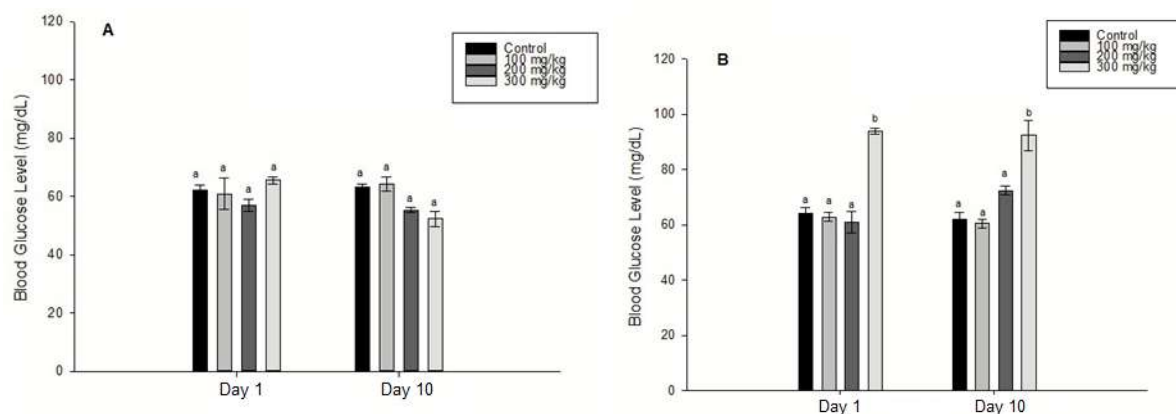 A
Control
100 mg/kg
200 mg/kg
300 mg/kg
Blood Glucose Level (mg/dL)
120
100
80
60
40
20
0
a a a a
a a a a
Day 1 Day 10
B
Control
100 mg/kg
200 mg/kg
300 mg/kg
Blood Glucose Level (mg/dL)
120
100
80
60
40
20
0
a a a b
a a a b
Day 1 Day 10